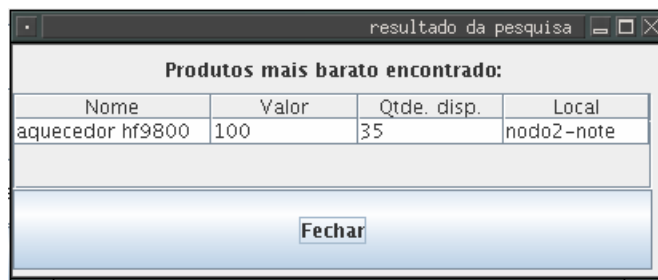 resultado da pesquisa
Produtos mais barato encontrado:
Nome Valor Qtde. disp. Local
aquecedor hf9800 100 35 nodo2-note
Fechar